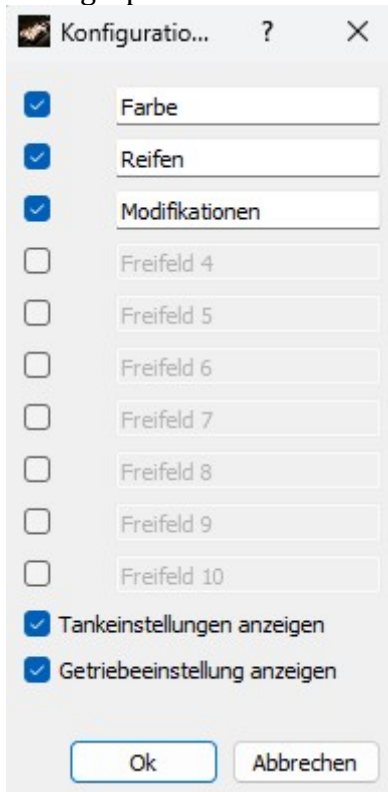 g
Konfiguratio... ?
Farbe
Reifen
Modifikationen
Freifeld 4
Freifeld 5
Freifeld 6
Freifeld 7
Freifeld 8
Freifeld 9
Freifeld 10
Tankeinstellungen anzeigen
Getriebeeinstellung anzeigen
Ok Abbrechen